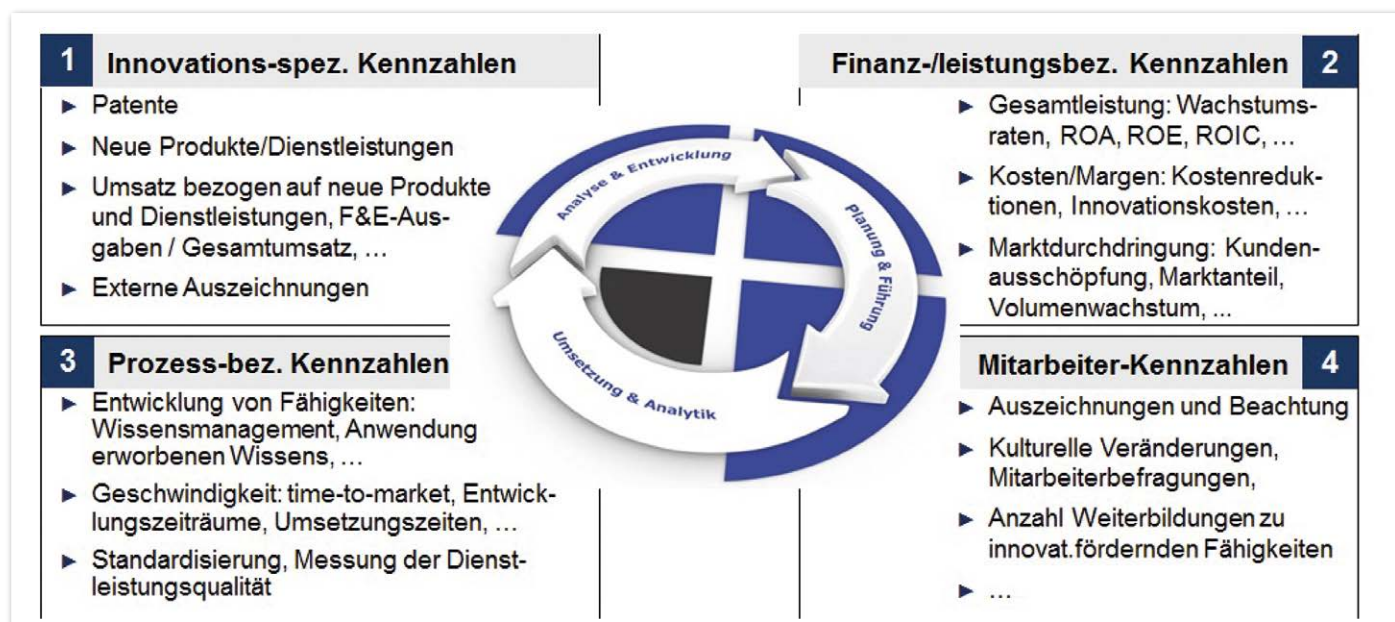 1 Innovations-spez. Kennzahlen
► Patente
► Neue Produkte/Dienstleistungen
► Umsatz bezogen auf neue Produkte
und Dienstleistungen, F&E-Aus-
gaben / Gesamtumsatz, …
► Externe Auszeichnungen
Finanz-/leistungsbez. Kennzahlen 2
► Gesamtleistung: Wachstums-
raten, ROA, ROE, ROIC, …
► Kosten/Margen: Kostenreduk-
tionen, Innovationskosten, …
► Marktdurchdringung: Kunden-
ausschöpfung, Marktanteil,
Volumenwachstum, ...
Analyse & Entwicklung
Planung & Führung
Umsetzung & Analytik
3 Prozess-bez. Kennzahlen
► Entwicklung von Fähigkeiten:
Wissensmanagement, Anwendung
erworbenen Wissens, …
► Geschwindigkeit: time-to-market, Entwick-
lungszeiträume, Umsetzungszeiten, …
► Standardisierung, Messung der Dienst-
leistungsqualität
Mitarbeiter-Kennzahlen 4
► Auszeichnungen und Beachtung
► Kulturelle Veränderungen,
Mitarbeiterbefragungen,
► Anzahl Weiterbildungen zu
innovat.fördernden Fähigkeiten
► …